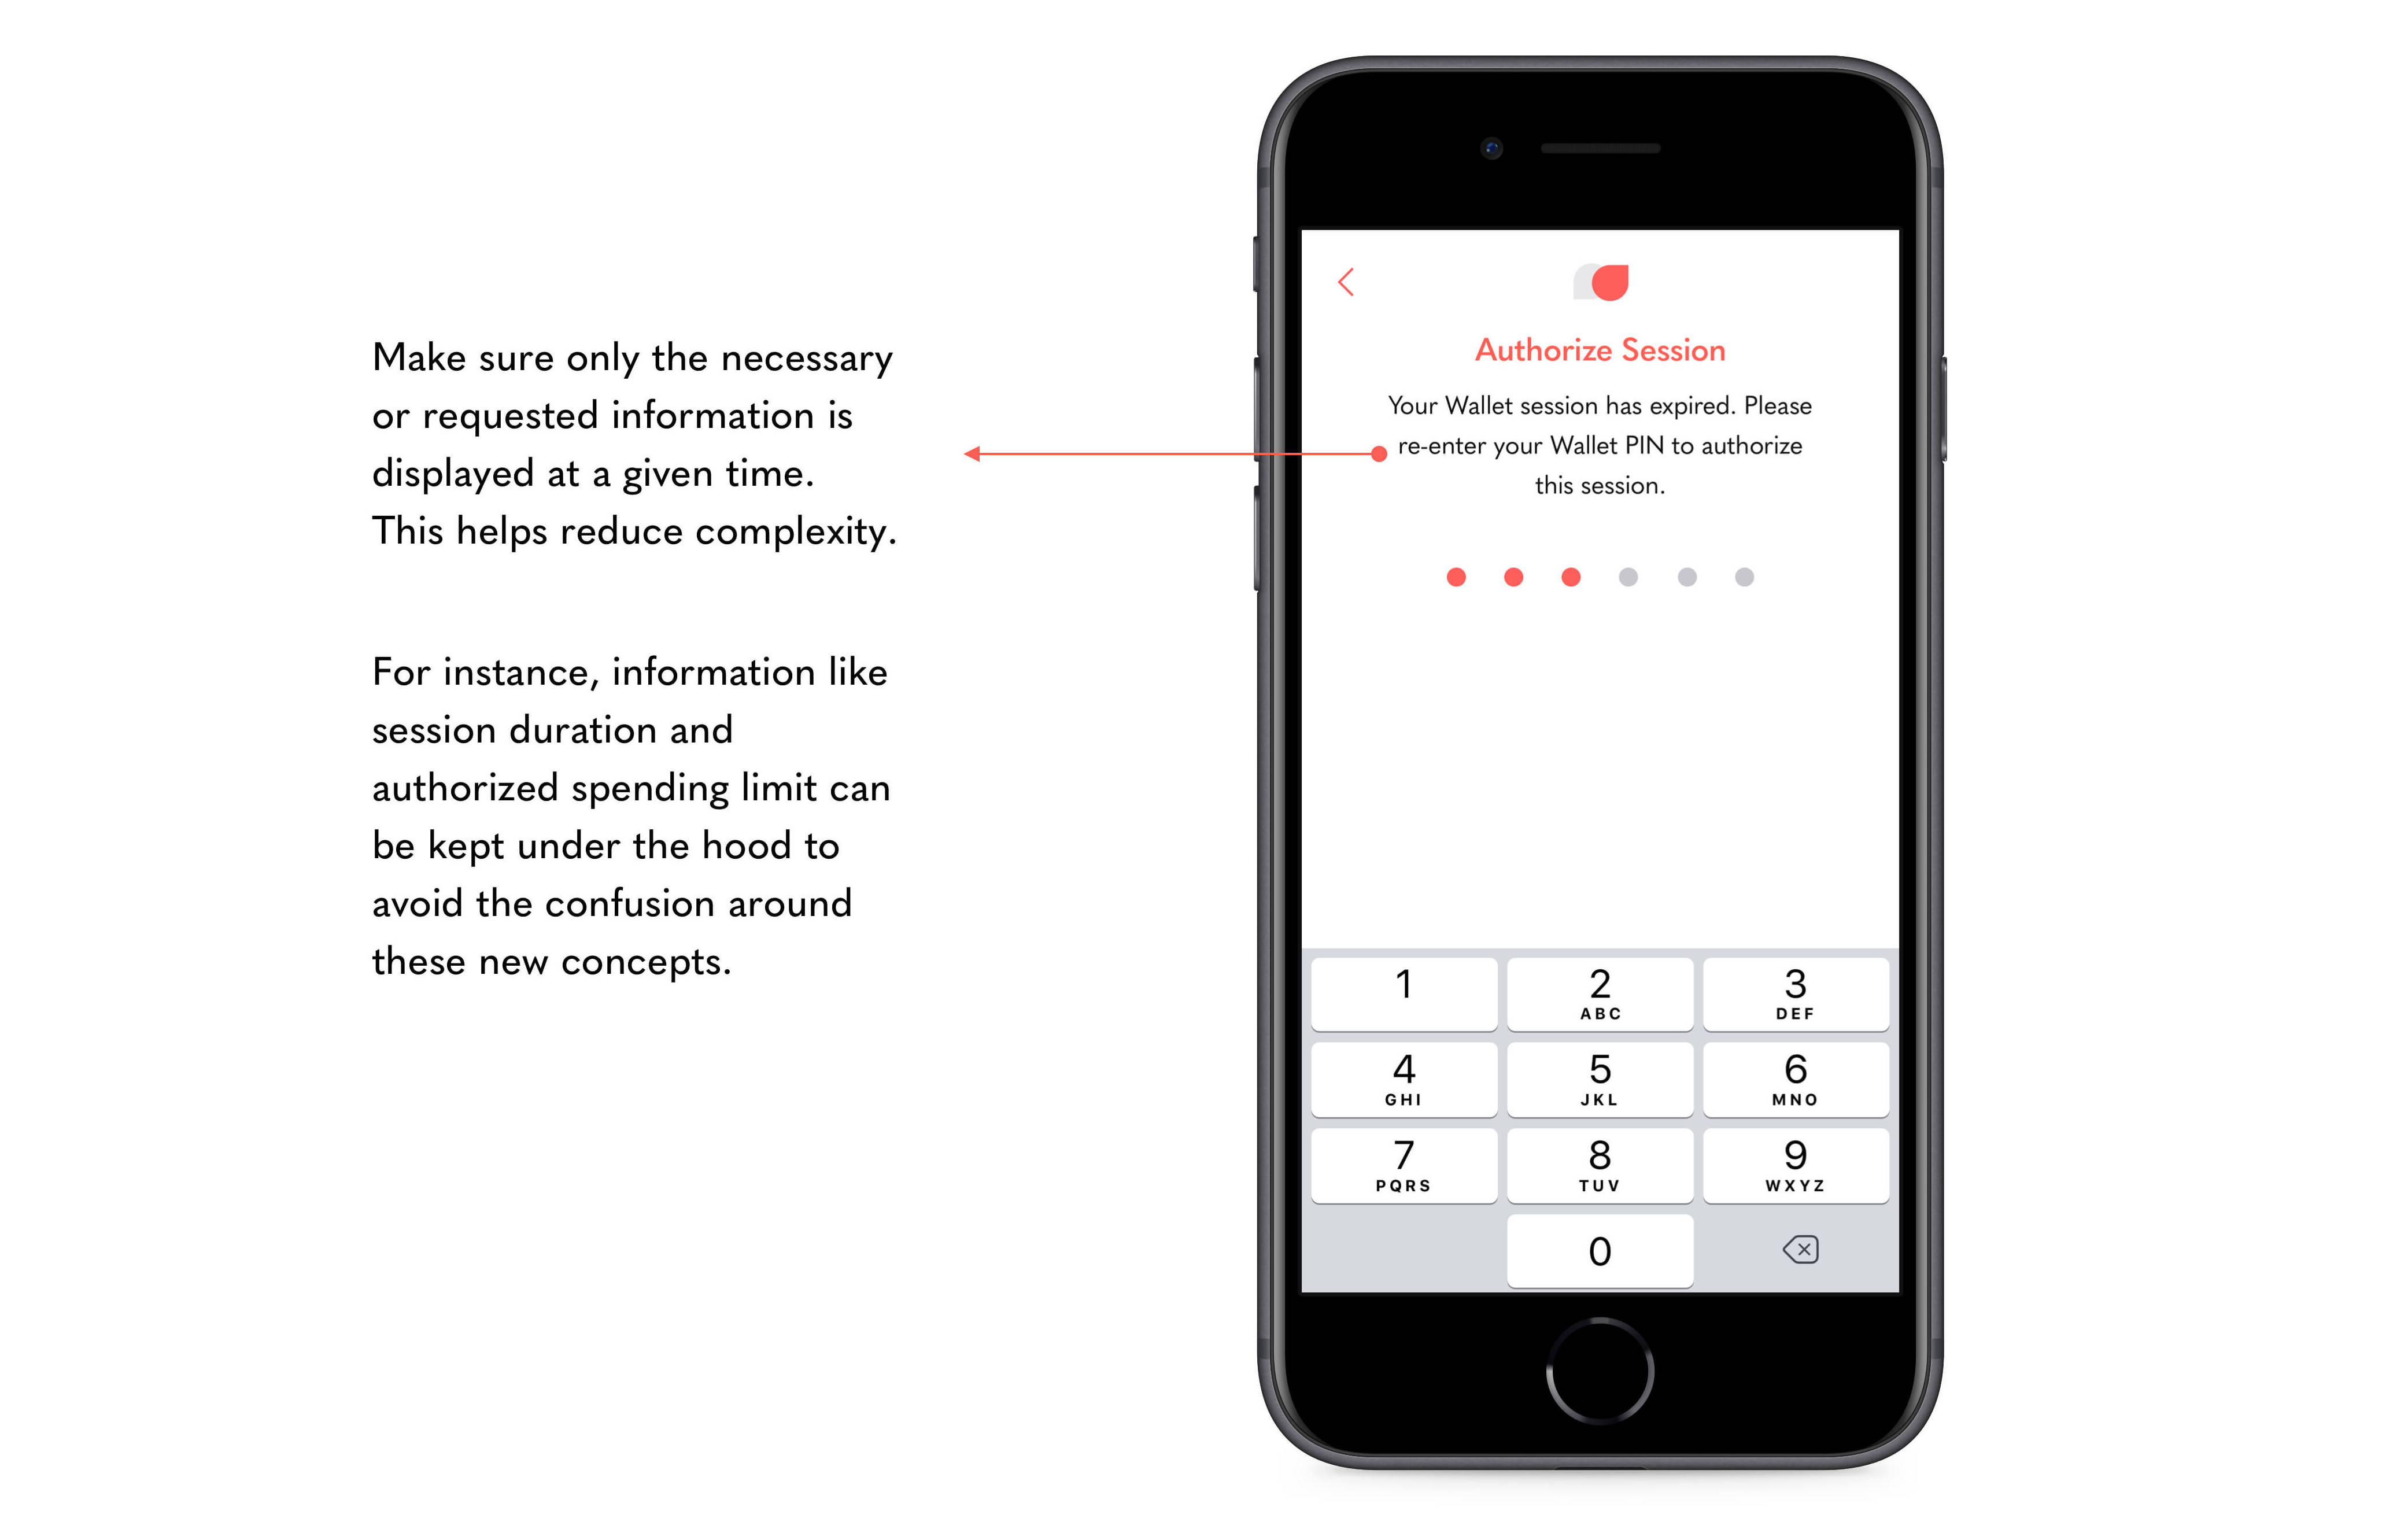 Make sure only the necessary
or requested information is
displayed at a given time.
This helps reduce complexity.
For instance, information like
session duration and
authorized spending limit can
be kept under the hood to
avoid the confusion around
these new concepts.
Authorize Session
Your Wallet session has expired. Please
re-enter your Wallet PIN to authorize
this session.
1 2 3
ABC DEF
4 5 6
GHI JKL MNO
7 8 9
PQRS TUV WXYZ
0